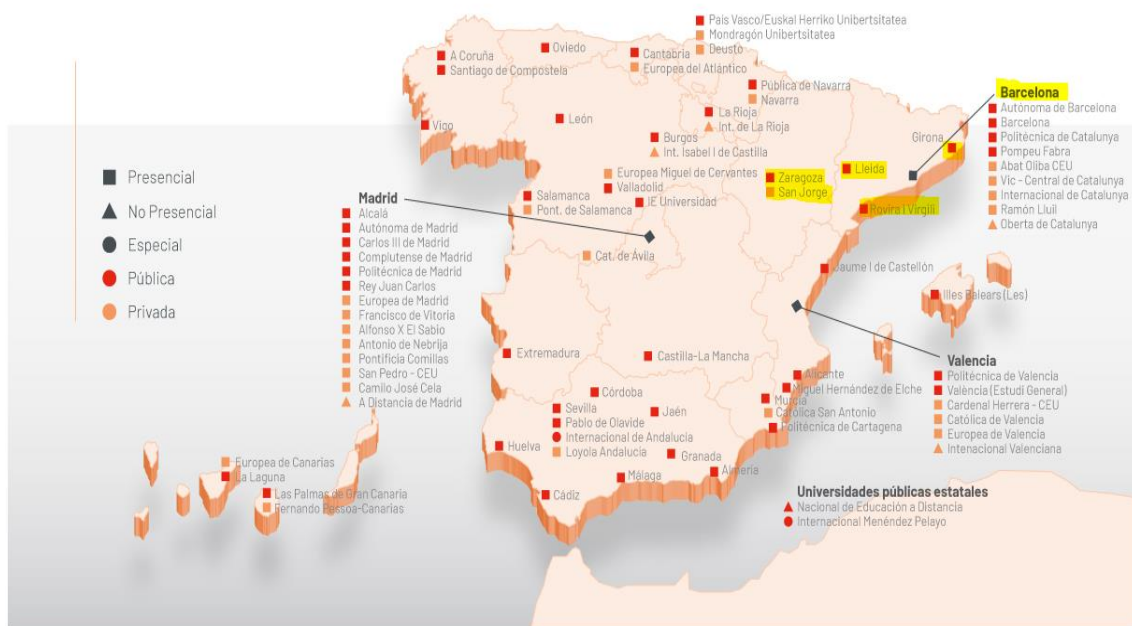 País Vasco/Euskal Herriko Unibertsitatea
Mondragón Unibertsitatea
Deusto
A Coruña
Santiago de Compostela
Oviedo
Cantabria
Europea del Atlántico
Pública de Navarra
Navarra
Vigo
León
La Rioja
Int. de La Rioja
Burgos
Int. Isabel I de Castilla
Girona
Barcelona
Autónoma de Barcelona
Barcelona
Politécnica de Catalunya
Pompeu Fabra
Abat Oliba CEU
Vic - Central de Catalunya
Internacional de Catalunya
Ramón Lluil
Oberta de Catalunya
Presencial
No Presencial
Especial
Pública
Privada
Europea Miguel de Cervantes
Valladolid
IE Universidad
Salamanca
Pont. de Salamanca
Cat. de Ávila
Zaragoza
San Jorge
Lleida
Rovira I Virgili
Madrid
Alcalá
Autónoma de Madrid
Carlos III de Madrid
Complutense de Madrid
Politécnica de Madrid
Rey Juan Carlos
Europea de Madrid
Francisco de Vitoria
Alfonso X El Sabio
Antonio de Nebrija
Pontificia Comillas
San Pedro - CEU
Camilo José Cela
A Distancia de Madrid
Jaume I de Castellón
Illes Balears (Les)
Valencia
Politécnica de Valencia
València (Estudi General)
Cardenal Herrera - CEU
Católica de Valencia
Europea de Valencia
Intenacional Valenciana
Extremadura
Castilla-La Mancha
Alicante
Miguel Hernández de Elche
Murcia
Católica San Antonio
Politécnica de Cartagena
Córdoba
Sevilla
Pablo de Olavide
Internacional de Andalucia
Loyola Andalucia
Jaén
Huelva
Granada
Málaga
Almería
Cádiz
Europea de Canarias
La Laguna
Las Palmas de Gran Canaria
Fernando Pessoa-Canarias
Universidades públicas estatales
Nacional de Educación a Distancia
Internacional Menéndez Pelayo